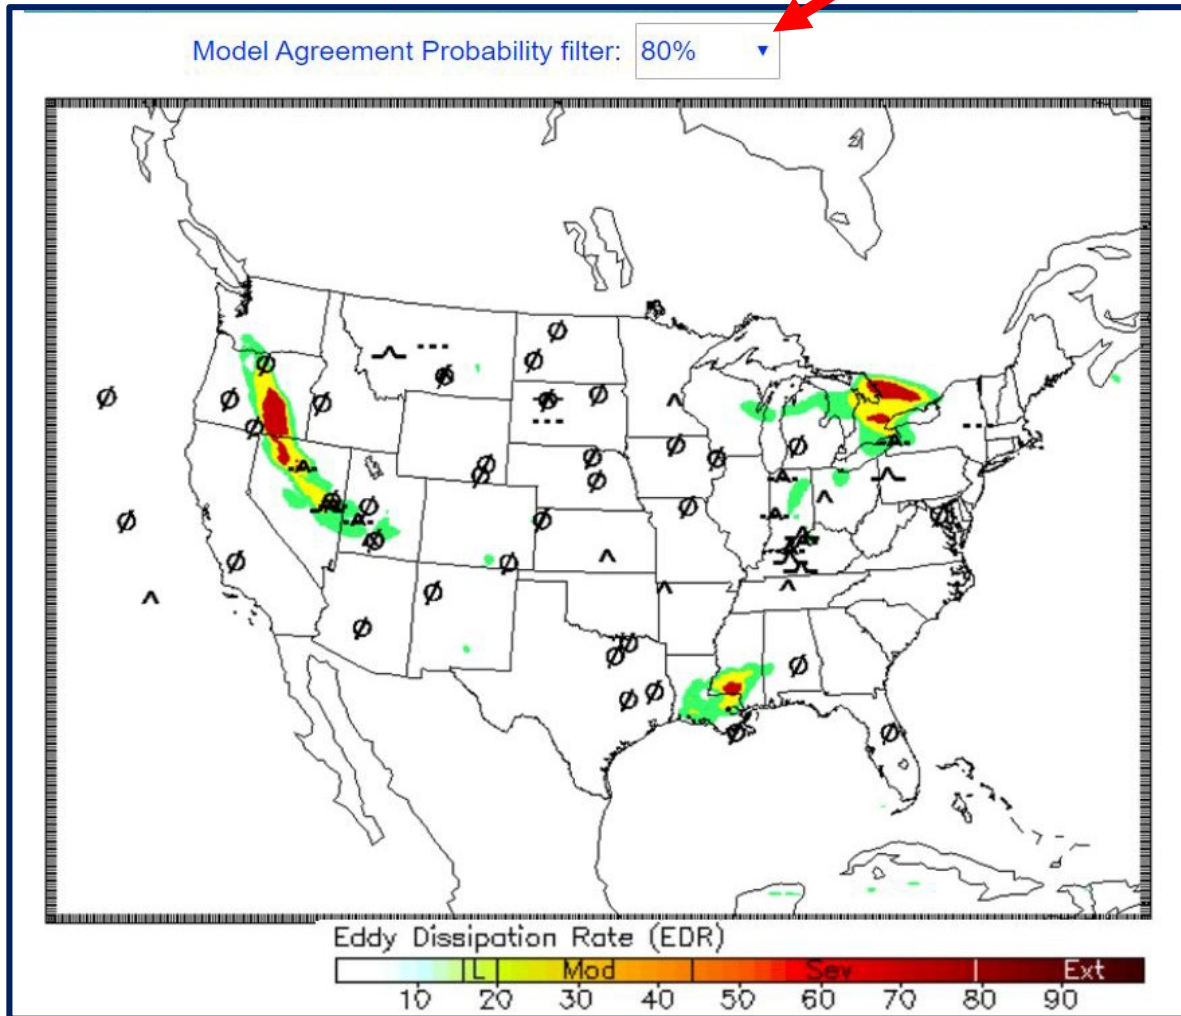 Model Agreement Probability filter: 80%
Eddy Dissipation Rate (EDR)
L Mod Sev Ext
10 20 30 40 50 60 70 80 90